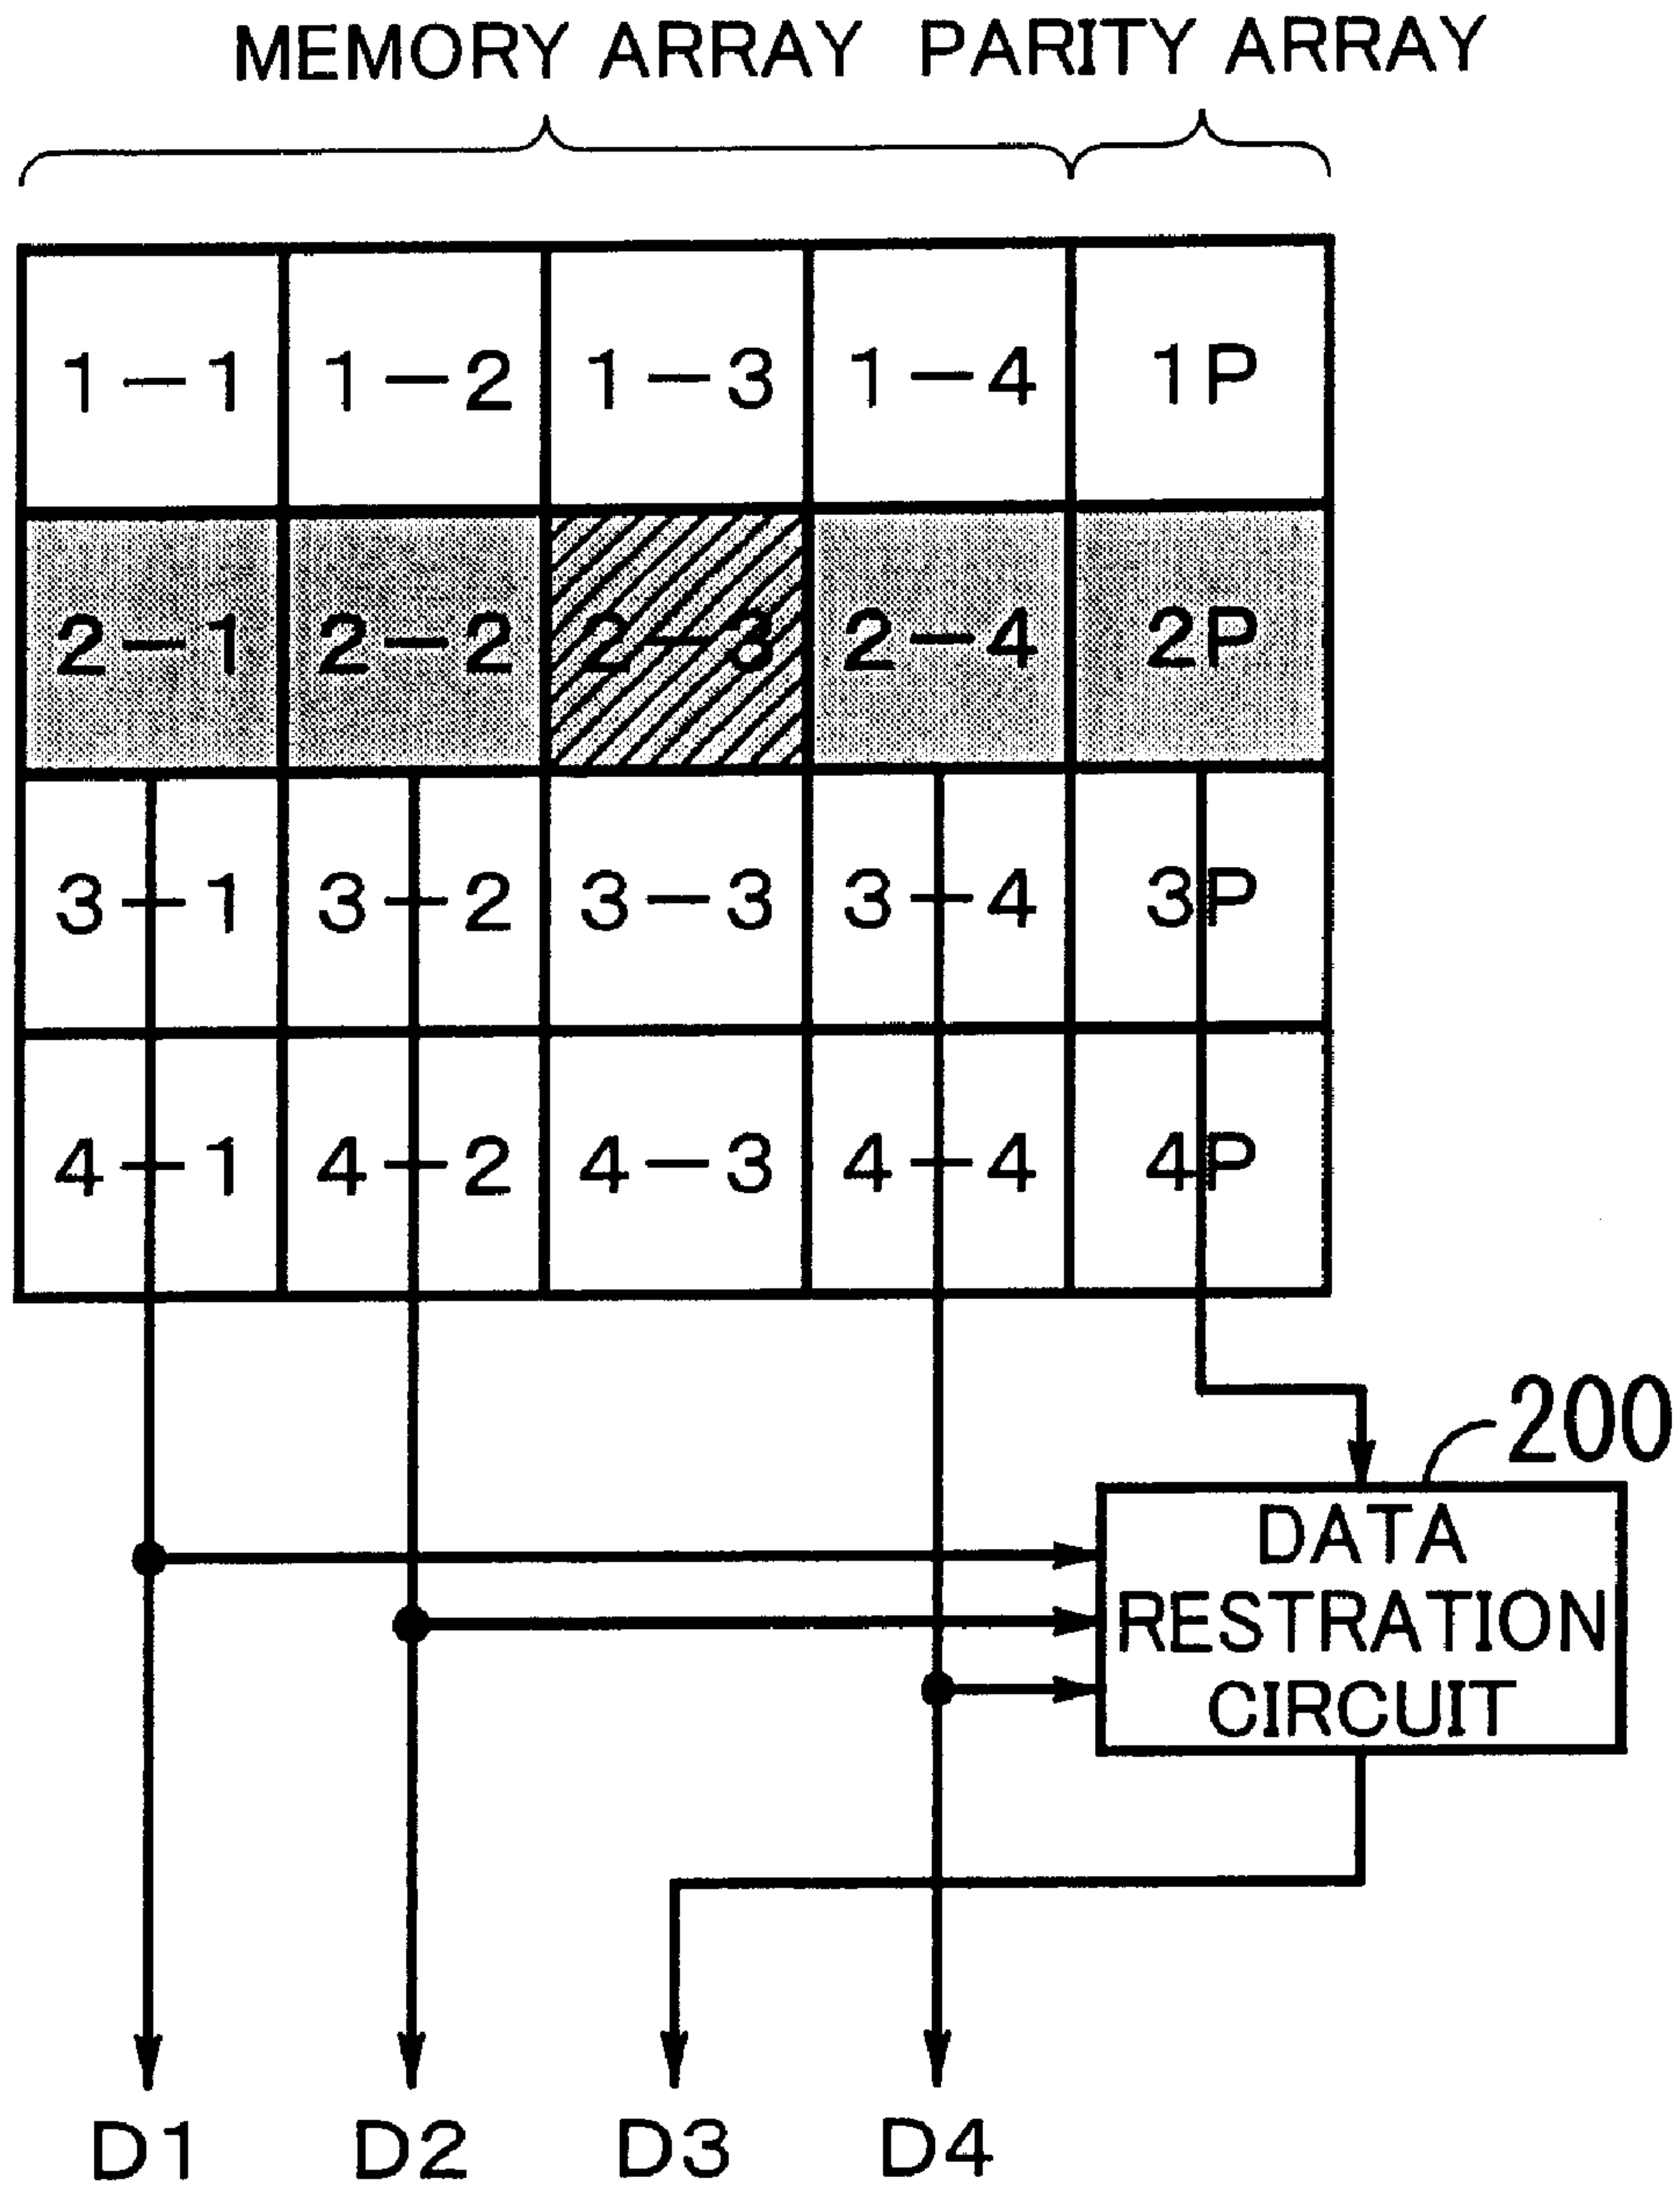 MEMORY ARRAY PARITY ARRAY
1-1 1-2 1-3 1-4 1P
2-1 2-2 2-3 2-4 2P
3-1 3-2 3-3 3-4 3P
4-1 4-2 4-3 4-4 4P
200
DATA
RESTRATION
CIRCUIT
D1 D2 D3 D4